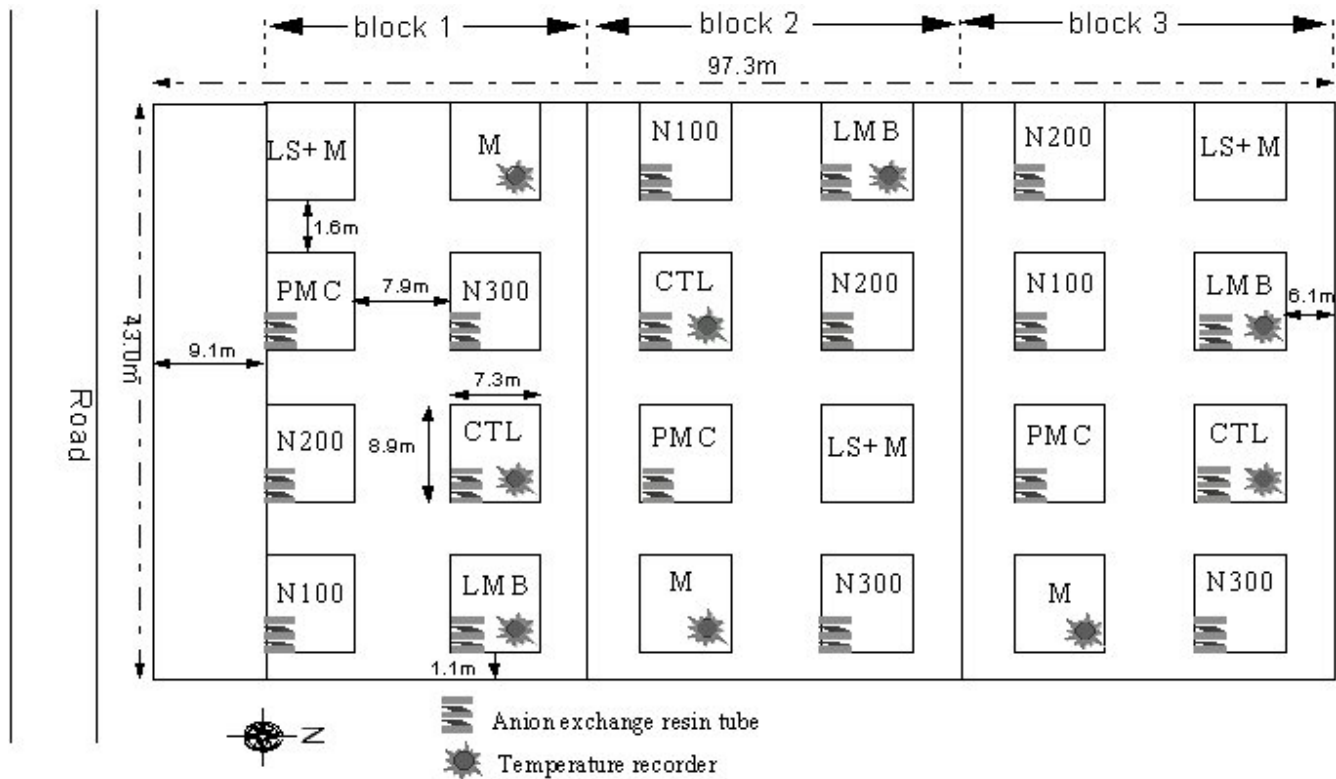 block 1
block 2
block 3
97.3m
LS+M
M
N100
LMB
N200
LS+M
1.6m
PMC
7.9m
N300
CTL
N200
N100
LMB
6.1m
43.0m
9.1m
7.3m
Road
N200
8.9m
CTL
PMC
LS+M
PMC
CTL
N100
LMB
M
N300
M
N300
1.1m
N
Anion exchange resin tube
Temperature recorder